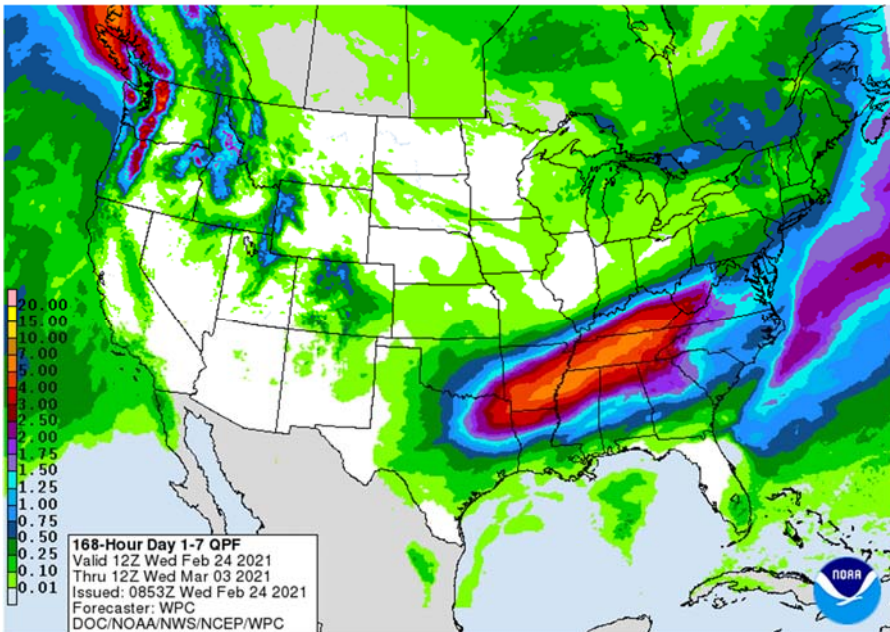 20.00
15.00
10.00
7.00
5.00
4.00
3.00
2.50
2.00
1.75
1.50
1.25
1.00
0.75
0.50
0.25
0.10
0.01
168-Hour Day 1-7 QPF
Valid 12Z Wed Feb 24 2021
Thru 12Z Wed Mar 03 2021
Issued: 0853Z Wed Feb 24 2021
Forecaster: WPC
DOC/NOAA/NWS/NCEP/WPC
NOAA